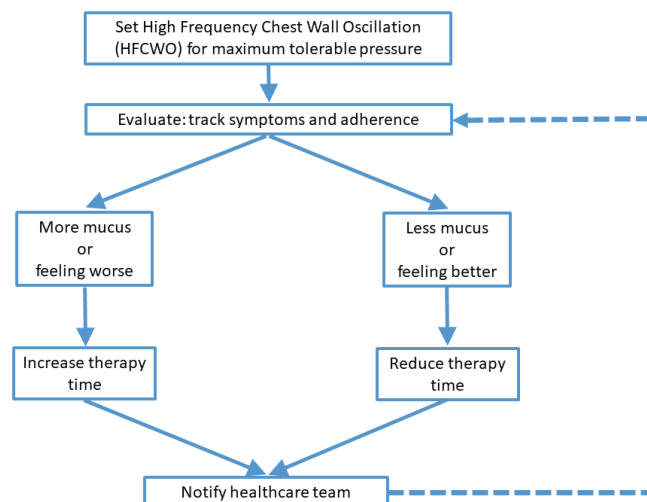 Set High Frequency Chest Wall Oscillation
(HFCWO) for maximum tolerable pressure
Evaluate: track symptoms and adherence
More mucus
or
feeling worse
Less mucus
or
feeling better
Increase therapy
time
Reduce therapy
time
Notify healthcare team